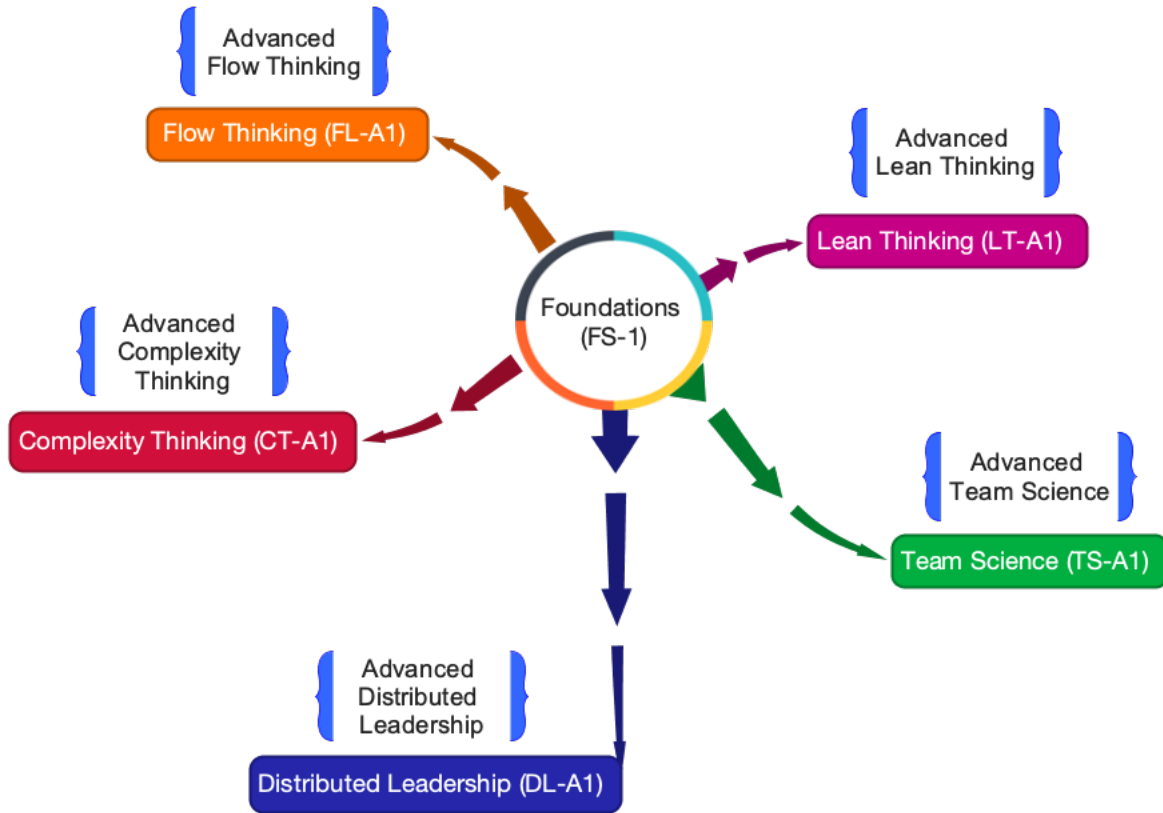 Advanced
Flow Thinking
Flow Thinking (FL-A1)
Advanced
Lean Thinking
Lean Thinking (LT-A1)
Foundations
(FS-1)
Advanced
Complexity
Thinking
Complexity Thinking (CT-A1)
Advanced
Team Science
Team Science (TS-A1)
Advanced
Distributed
Leadership
Distributed Leadership (DL-A1)